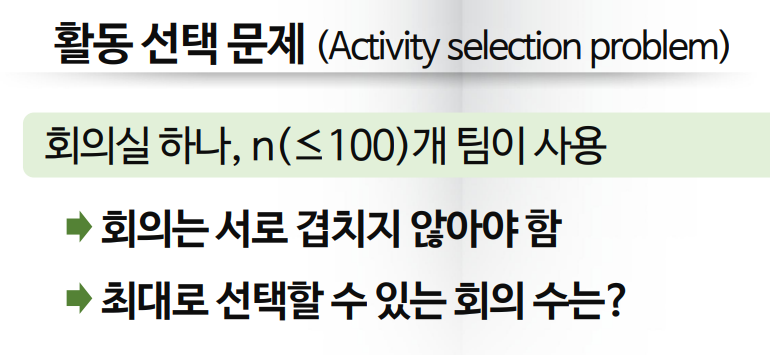 활동 선택 문제 (Activity selection problem)
회의실 하나, n(≤100)개 팀이 사용
회의는 서로 겹치지 않아야 함
최대로 선택할 수 있는 회의 수는?